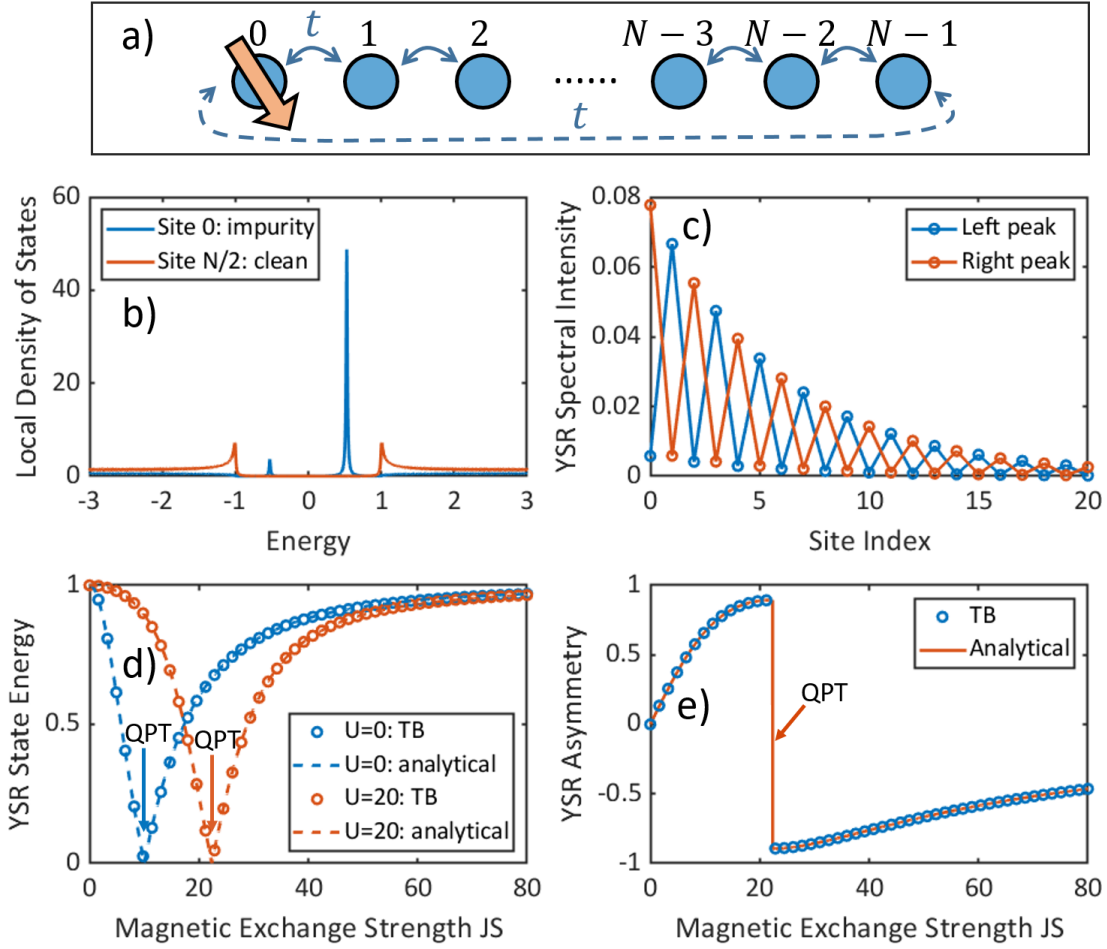 a)
0 t 1 2 N − 3 N − 2 N − 1
......
t
b)
Local Density of States
60
40
20
0
Site 0: impurity
Site N/2: clean
-3 -2 -1 0 1 2 3
Energy
c)
YSR Spectral Intensity
0.08
0.06
0.04
0.02
0
Left peak
Right peak
0 5 10 15 20
Site Index
d)
YSR State Energy
1
0.5
0
QPT QPT
U=0: TB
U=0: analytical
U=20: TB
U=20: analytical
0 20 40 60 80
Magnetic Exchange Strength JS
e)
YSR Asymmetry
1
0.5
0
-0.5
-1
TB
Analytical
QPT
0 20 40 60 80
Magnetic Exchange Strength JS